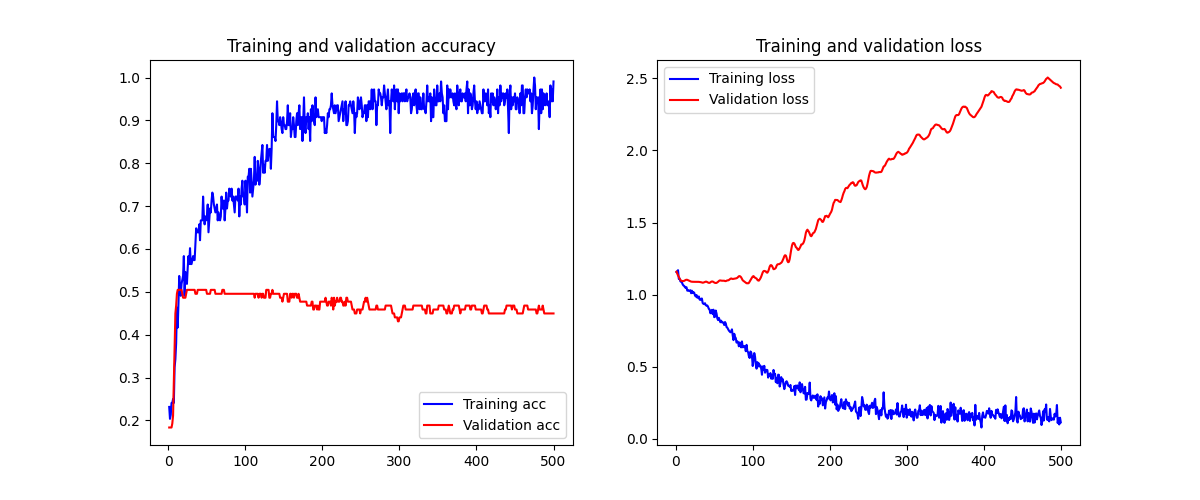 Training and validation accuracy
1.0
0.9
0.8
0.7
0.6
0.5
0.4
0.3
0.2
0 100 200 300 400 500
Training acc
Validation acc
Training and validation loss
Training loss
Validation loss
2.5
2.0
1.5
1.0
0.5
0.0
0 100 200 300 400 500